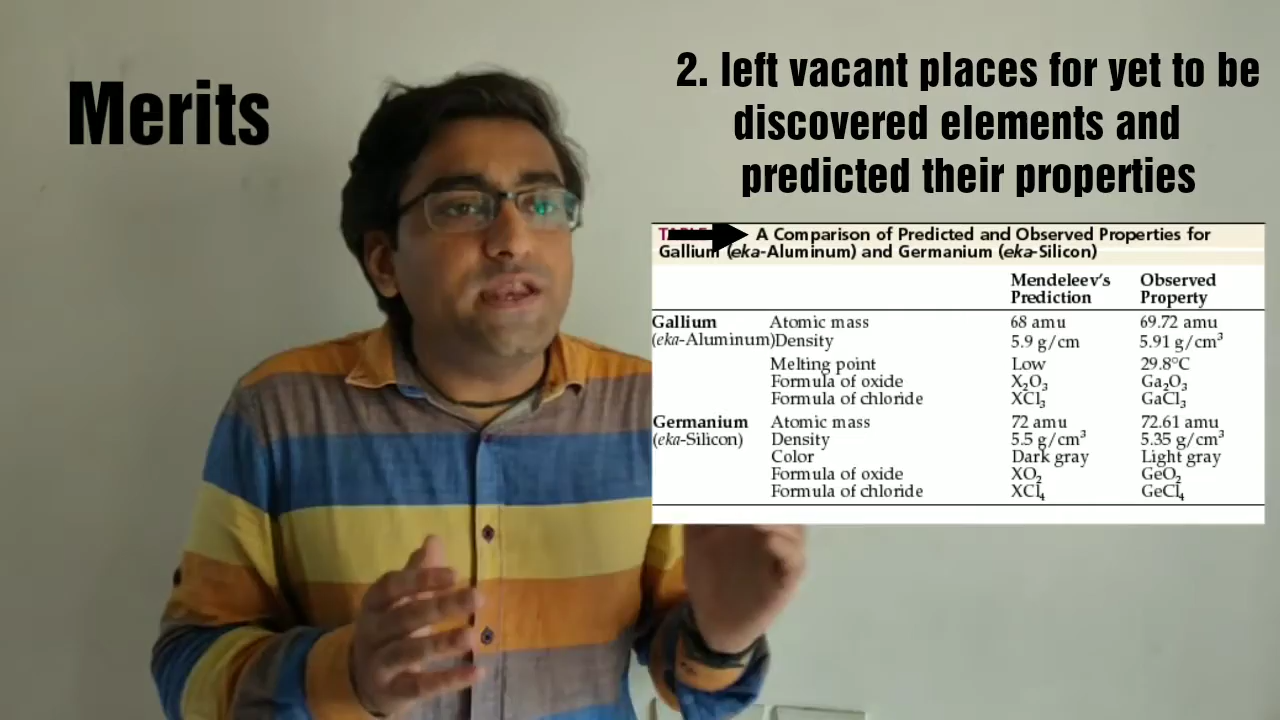 Merits
2. left vacant places for yet to be
discovered elements and
predicted their properties
A Comparison of Predicted and Observed Properties for
Gallium (eka-Aluminum) and Germanium (eka-Silicon)
Mendeleev's Observed
Prediction Property
Gallium Atomic mass 68 amu 69.72 amu
(eka-Aluminum) Density 5.9 g/cm 5.91 g/cm³
Melting point Low 29.8°C
Formula of oxide X₂O₃ Ga₂O₃
Formula of chloride XCl₃ GaCl₃
Germanium Atomic mass 72 amu 72.61 amu
(eka-Silicon) Density 5.5 g/cm³ 5.35 g/cm³
Color Dark gray Light gray
Formula of oxide XO₂ GeO₂
Formula of chloride XCl₄ GeCl₄